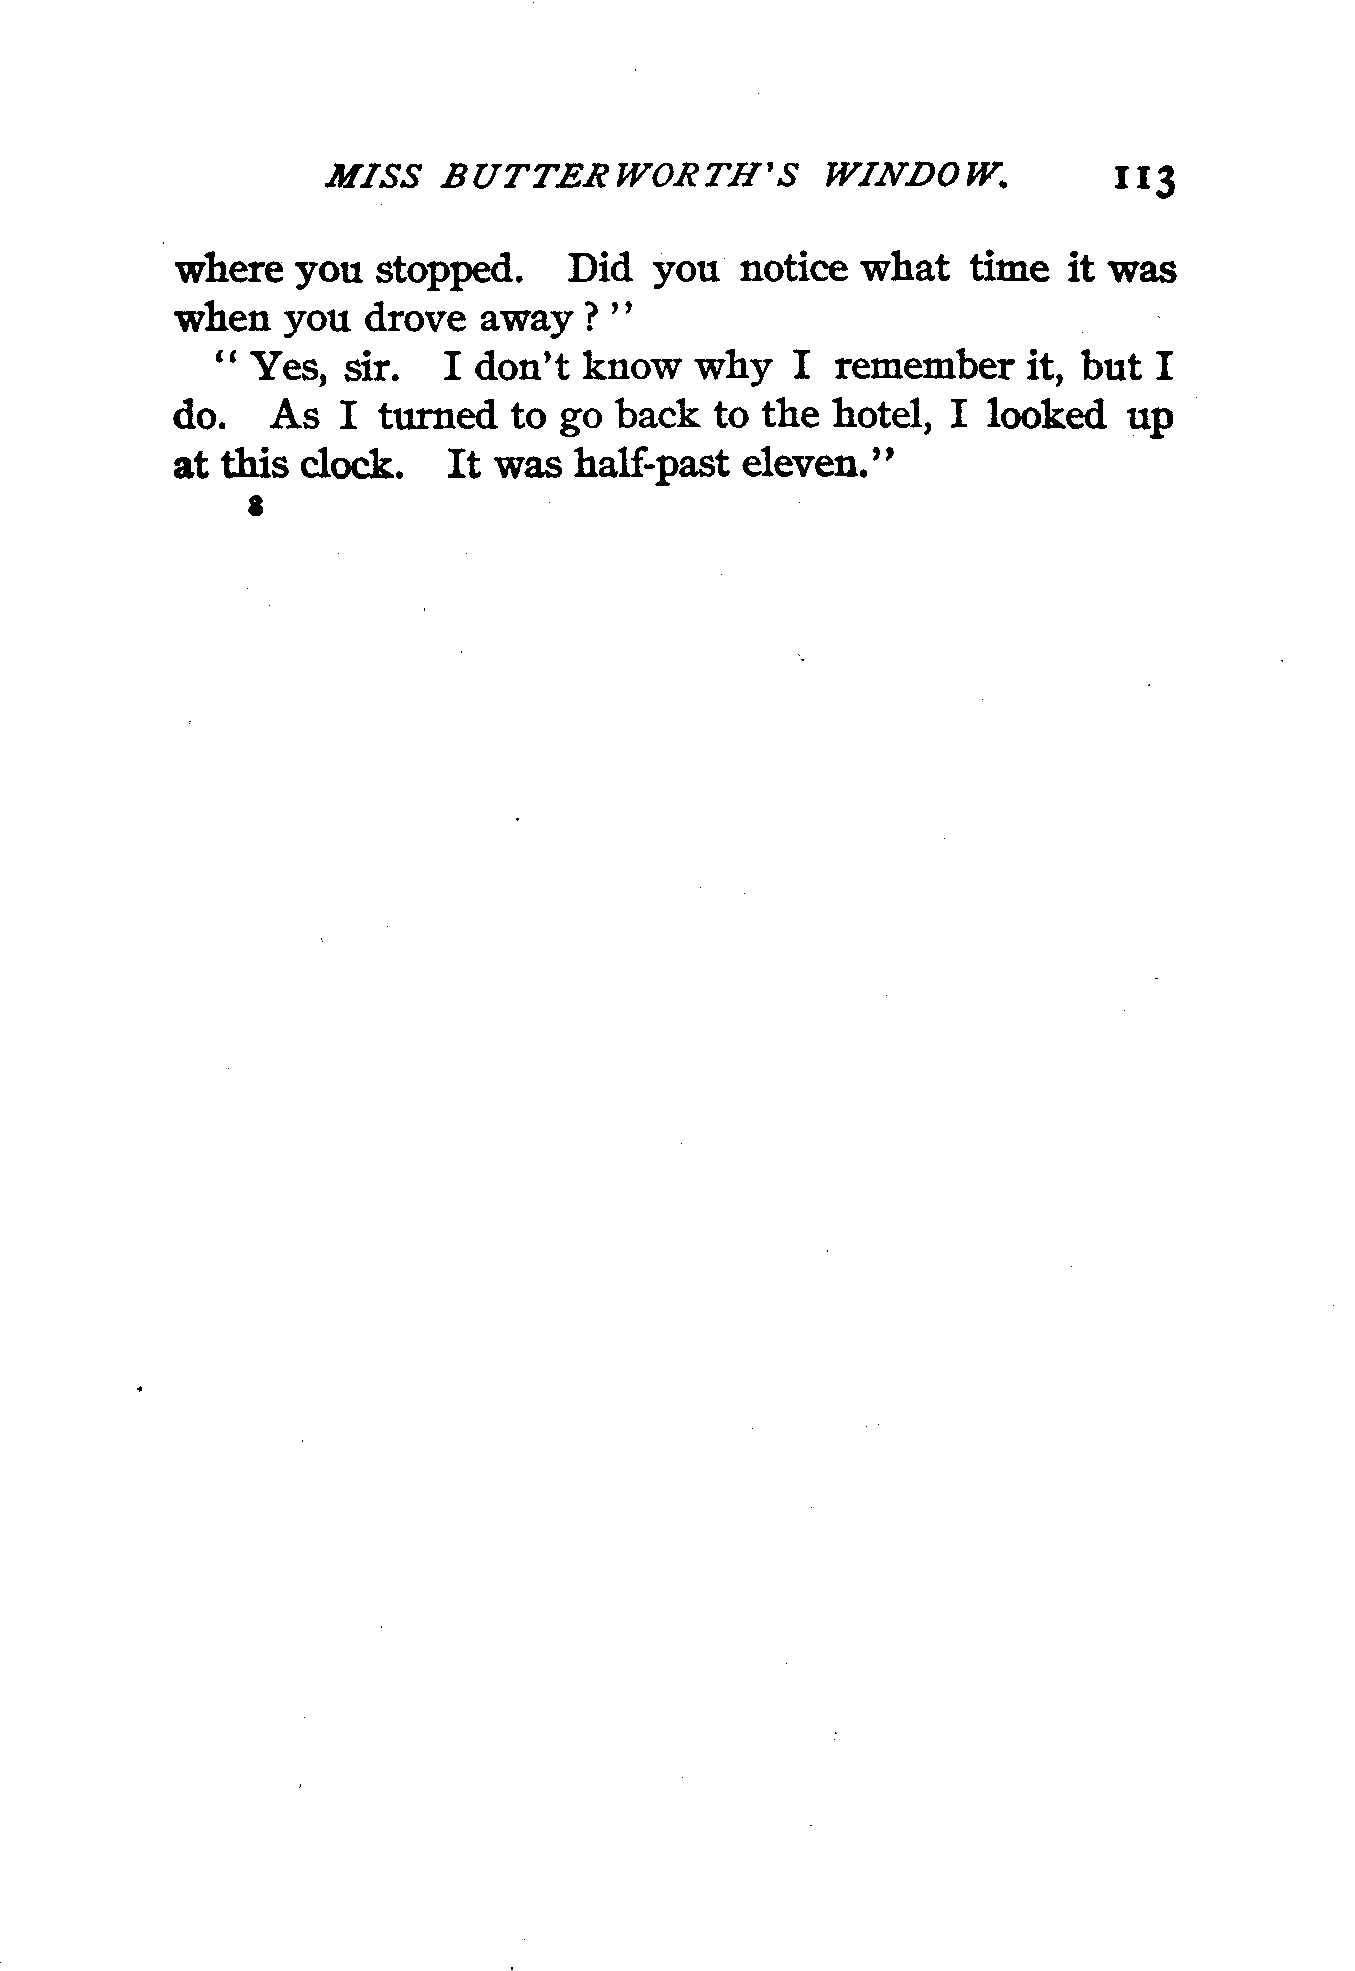 MISS BUTTERWORTH'S WINDOW. 113
where you stopped. Did you notice what time it was
when you drove away ? "
" Yes, sir. I don't know why I remember it, but I
do. As I turned to go back to the hotel, I looked up
at this clock. It was half-past eleven."
8